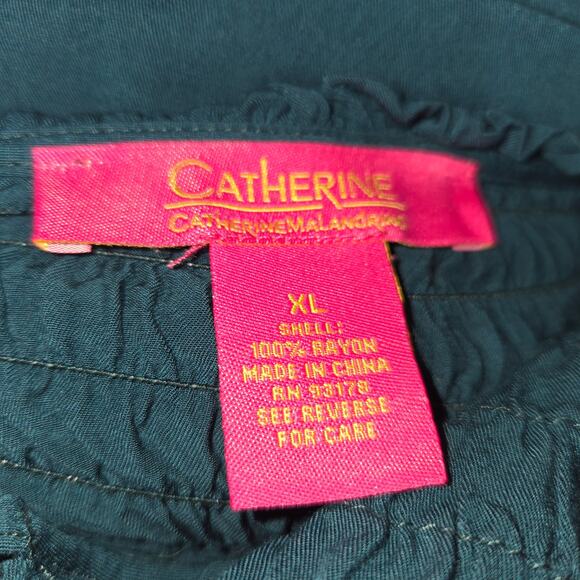 CATHERINE
CATHERINEMALANDRINO
XL
SHELL:
100% RAYON
MADE IN CHINA
RN 93178
SEE REVERSE
FOR CARE